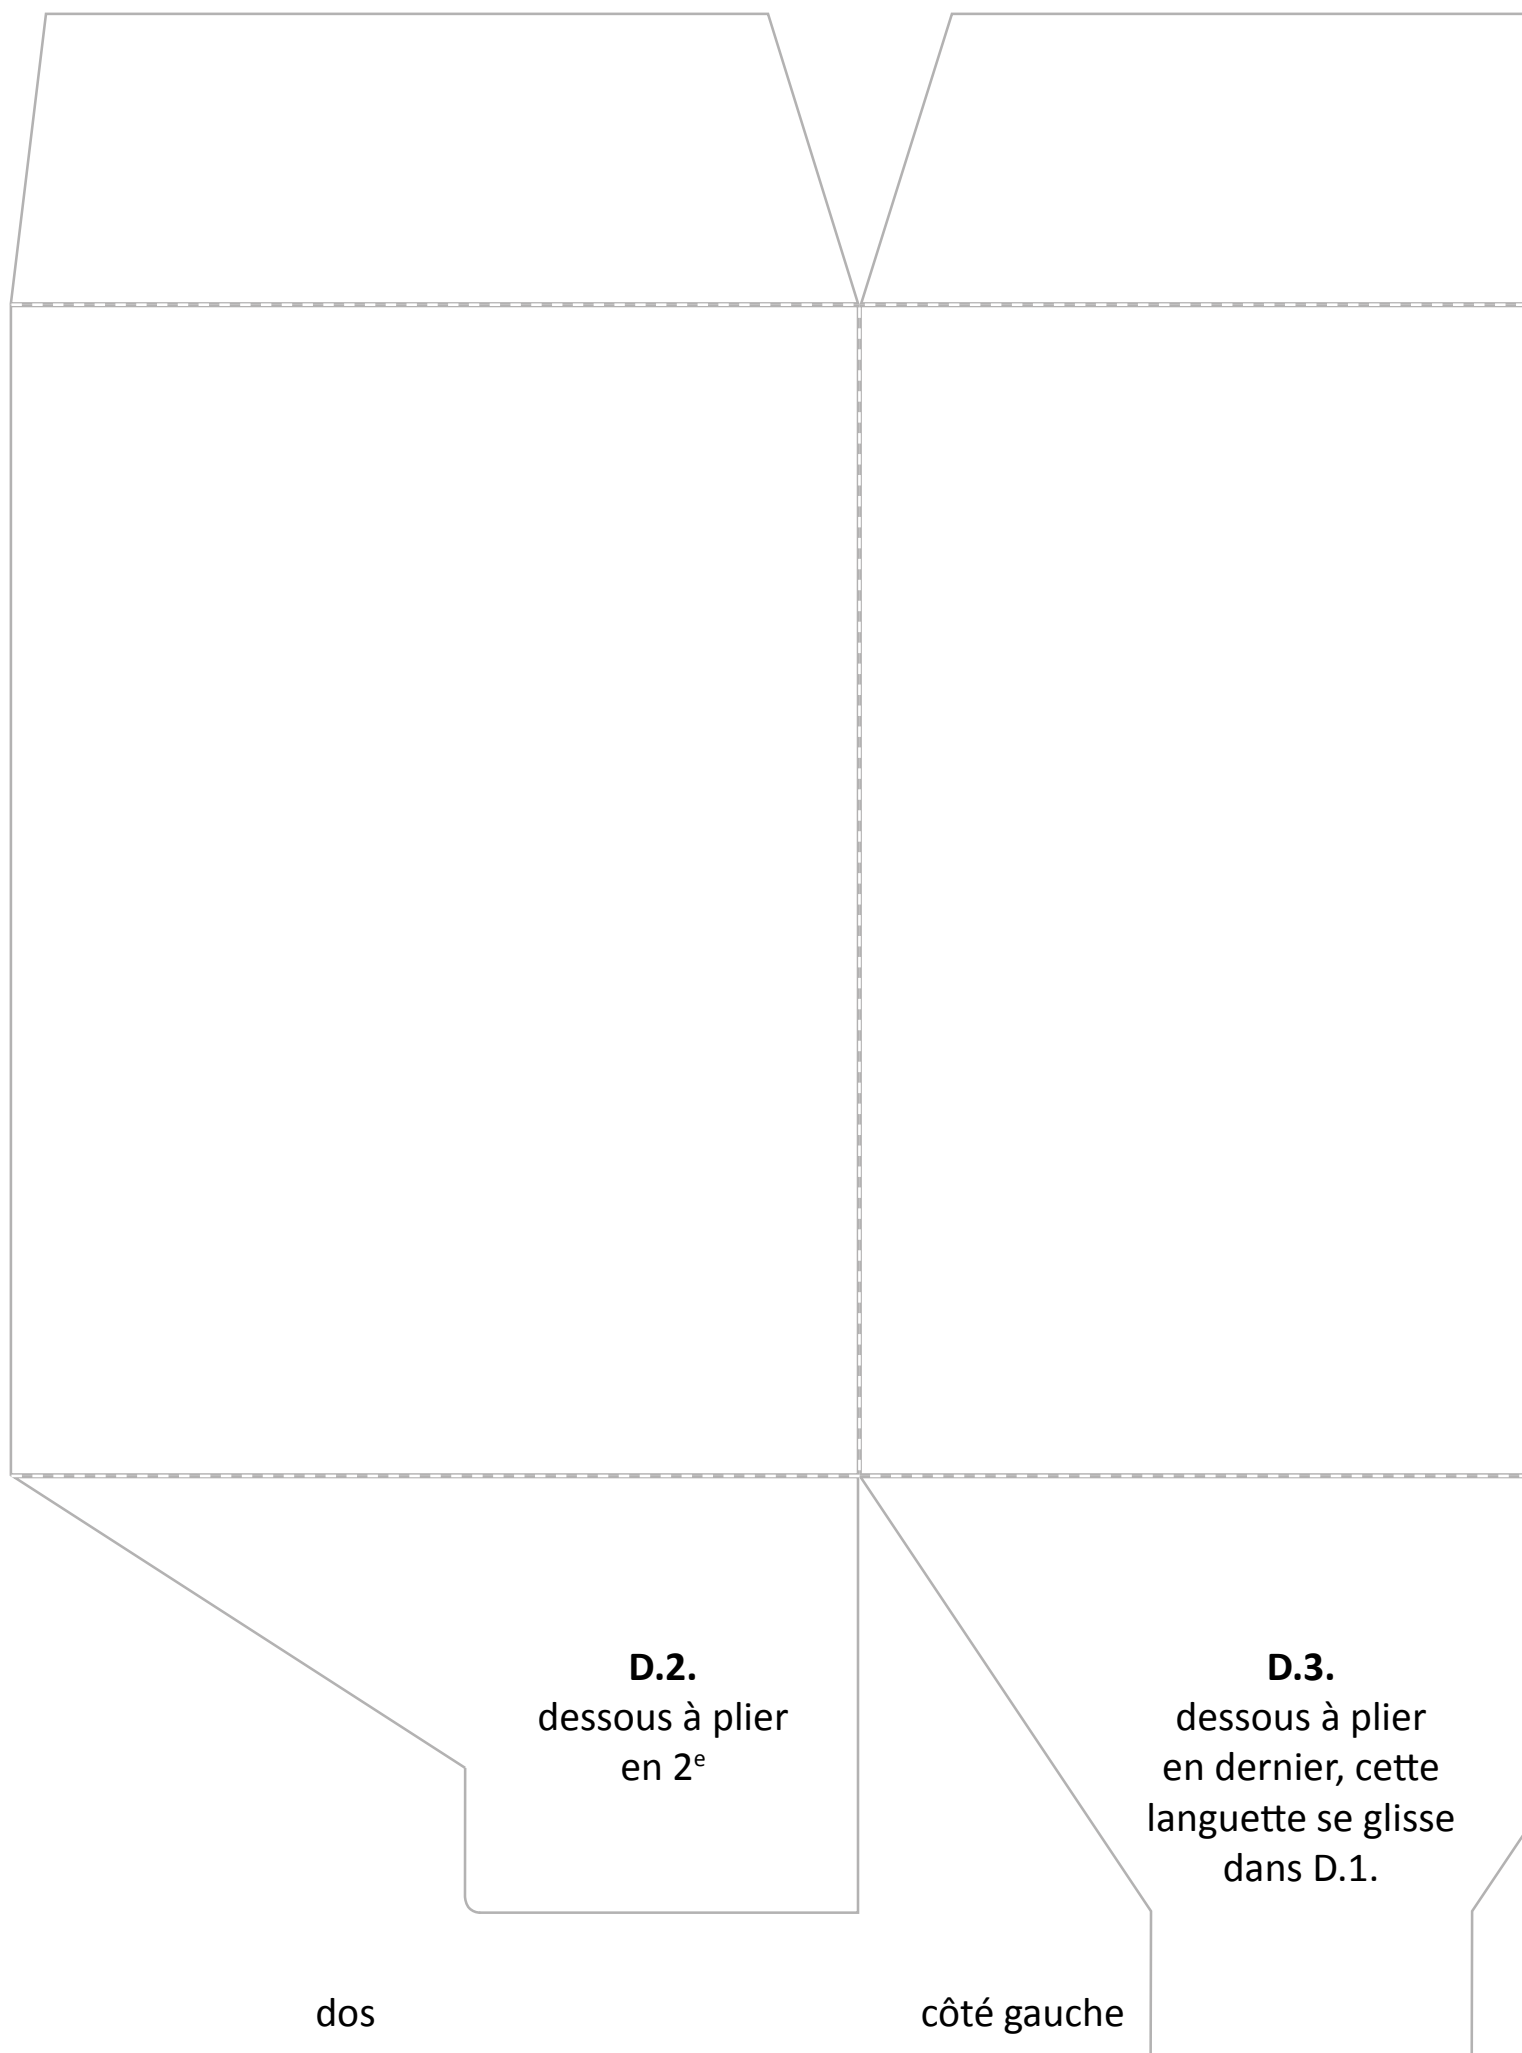 D.2.
dessous à plier
en 2e
D.3.
dessous à plier
en dernier, cette
languette se glisse
dans D.1.
dos
côté gauche